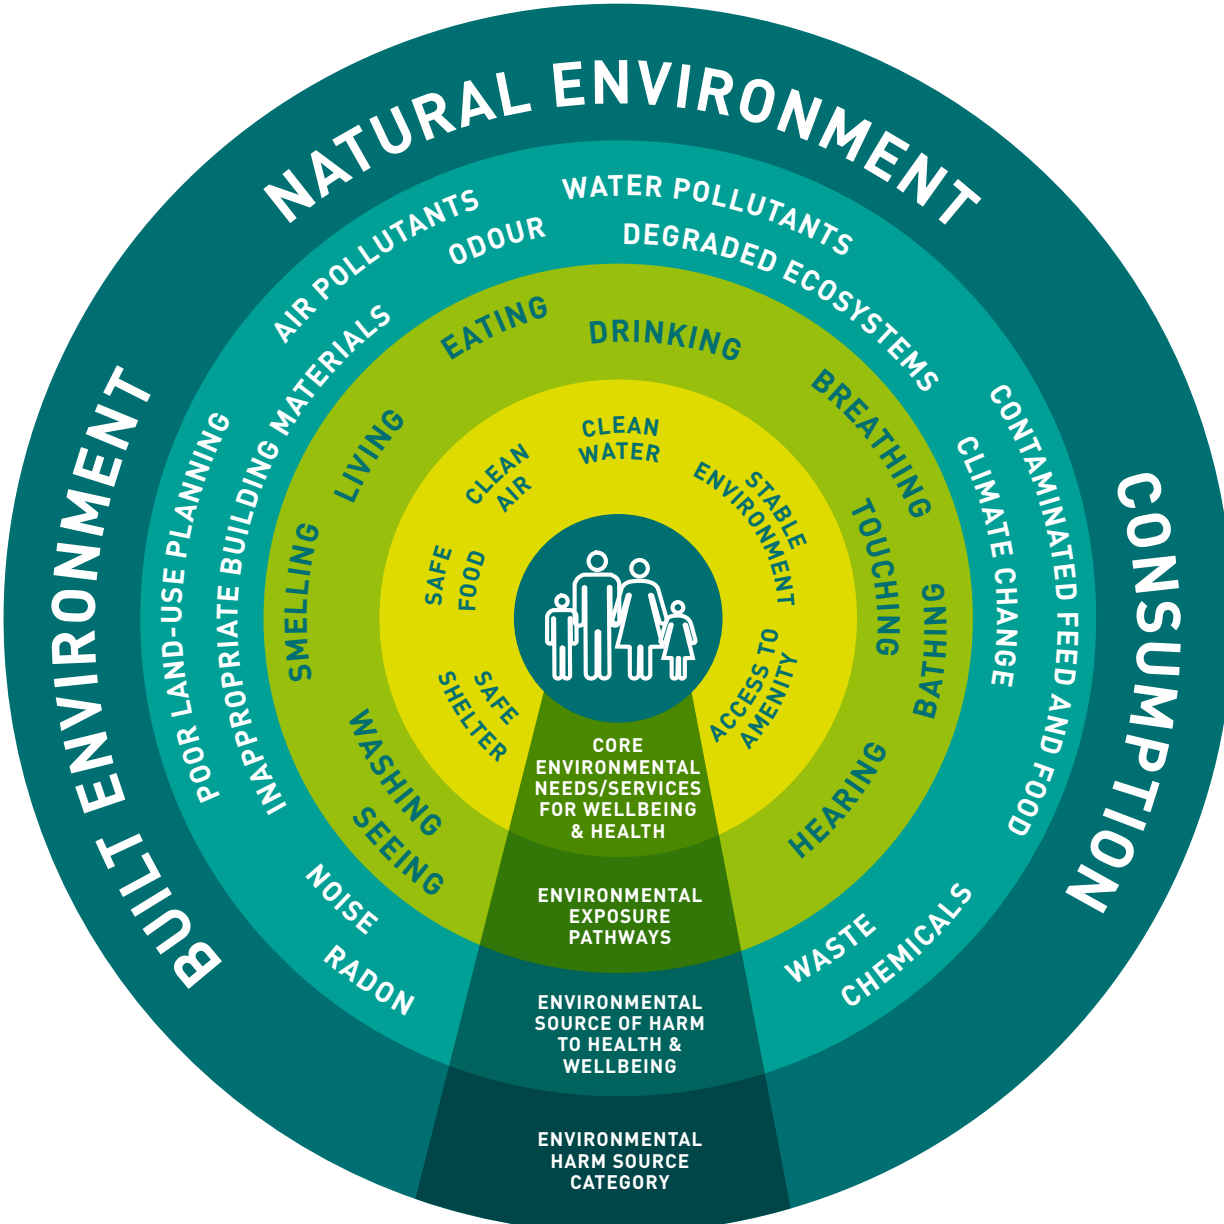 NATURAL ENVIRONMENT
BUILT ENVIRONMENT
CONSUMPTION
AIR POLLUTANTS
ODOUR
WATER POLLUTANTS
DEGRADED ECOSYSTEMS
POOR LAND-USE PLANNING
INAPPROPRIATE BUILDING MATERIALS
NOISE
RADON
CONTAMINATED FEED AND FOOD
CLIMATE CHANGE
WASTE
CHEMICALS
EATING
DRINKING
BREATHING
TOUCHING
BATHING
HEARING
LIVING
SMELLING
WASHING
SEEING
CLEAN
AIR
CLEAN
WATER
STABLE
ENVIRONMENT
SAFE
FOOD
SAFE
SHELTER
ACCESS TO
AMENITY
CORE
ENVIRONMENTAL
NEEDS/SERVICES
FOR WELLBEING
& HEALTH
ENVIRONMENTAL
EXPOSURE
PATHWAYS
ENVIRONMENTAL
SOURCE OF HARM
TO HEALTH &
WELLBEING
ENVIRONMENTAL
HARM SOURCE
CATEGORY